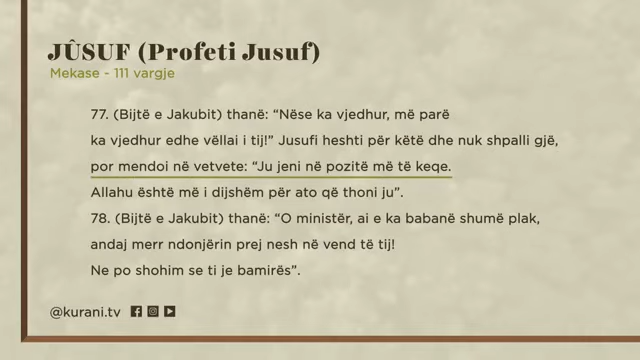 JÛSUF (Profeti Jusuf)
Mekase - 111 vargje
77. (Bijtë e Jakubit) thanë: “Nëse ka vjedhur, më parë
ka vjedhur edhe vëllai i tij!” Jusufi heshti për këtë dhe nuk shpalli gjë,
por mendoi në vetvete: “Ju jeni në pozitë më të keqe.
Allahu është më i dijshëm për ato që thoni ju”.
78. (Bijtë e Jakubit) thanë: “O ministër, ai e ka babanë shumë plak,
andaj merr ndonjërin prej nesh në vend të tij!
Ne po shohim se ti je bamirës”.
@kurani.tv